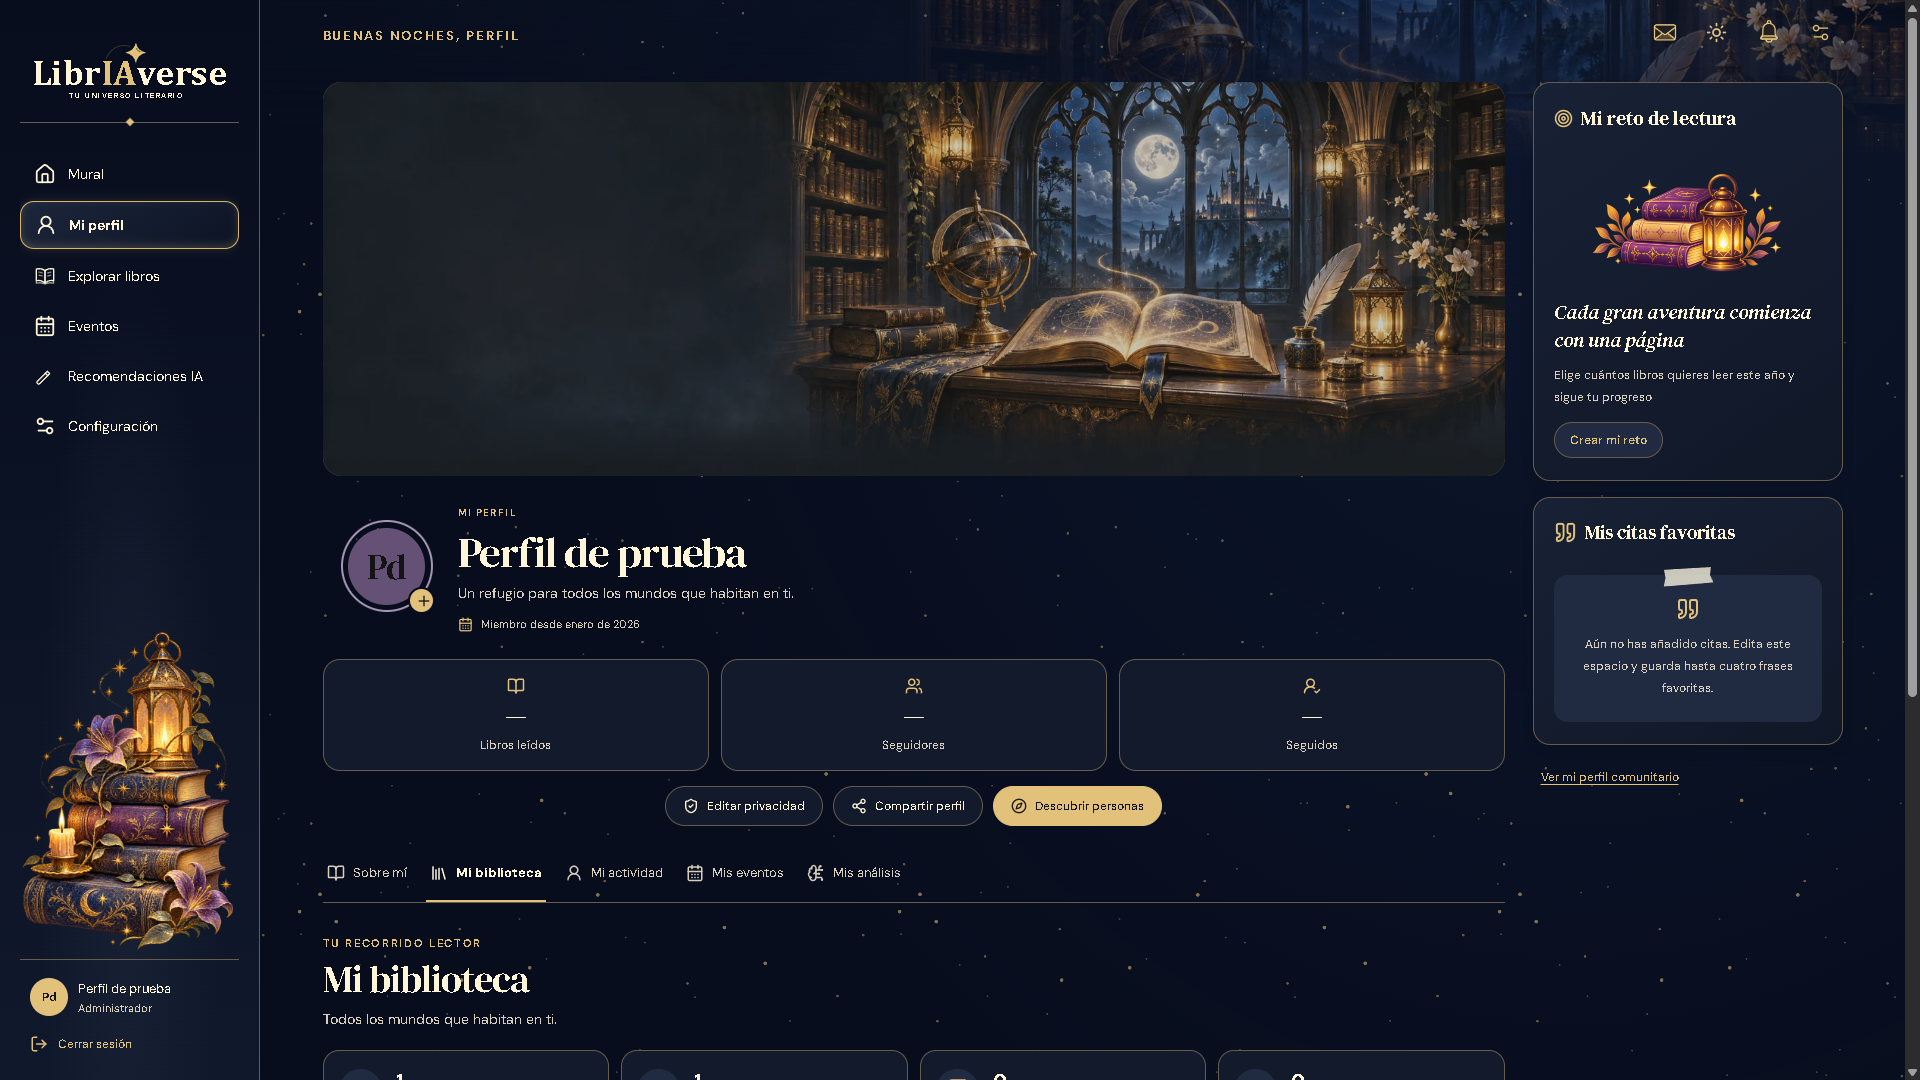 LibrIAverse
TU UNIVERSO LITERARIO
Mural
Mi perfil
Explorar libros
Eventos
Recomendaciones IA
Configuración
Pd
Perfil de prueba
Administrador
Cerrar sesión
BUENAS NOCHES, PERFIL
MI PERFIL
Pd
Perfil de prueba
Un refugio para todos los mundos que habitan en ti.
Miembro desde enero de 2026
—
Libros leídos
—
Seguidores
—
Seguidos
Editar privacidad
Compartir perfil
Descubrir personas
Sobre mí
Mi biblioteca
Mi actividad
Mis eventos
Mis análisis
TU RECORRIDO LECTOR
Mi biblioteca
Todos los mundos que habitan en ti.
Mi reto de lectura
Cada gran aventura comienza
con una página
Elige cuántos libros quieres leer este año y
sigue tu progreso
Crear mi reto
Mis citas favoritas
Aún no has añadido citas. Edita este
espacio y guarda hasta cuatro frases
favoritas.
Ver mi perfil comunitario